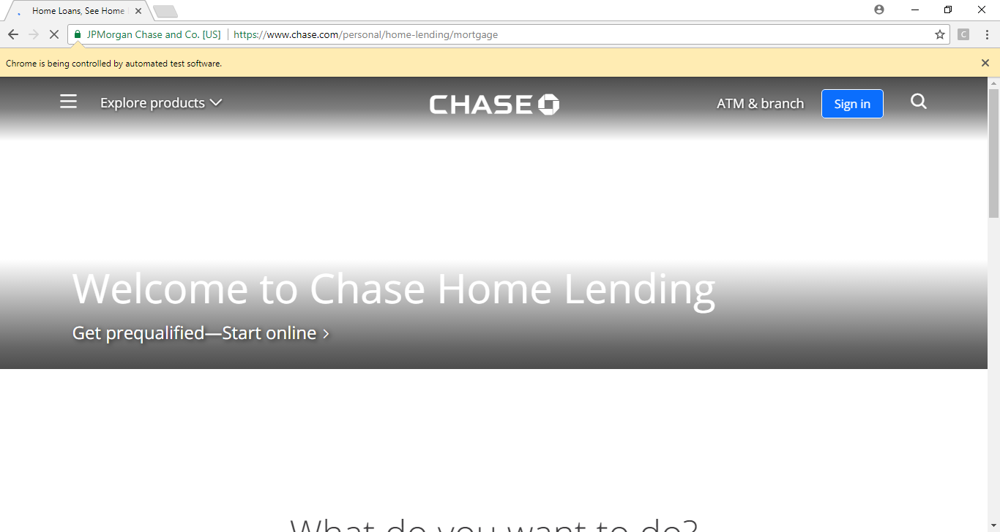 Home Loans, See Home
JPMorgan Chase and Co. [US] https://www.chase.com/personal/home-lending/mortgage
C
Chrome is being controlled by automated test software.
Explore products
CHASE
ATM & branch
Sign in
Welcome to Chase Home Lending
Get prequalified—Start online
What do you want to do?